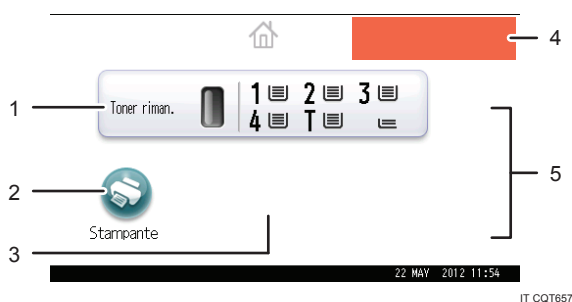 4
1
Toner riman.
1 2 3
4 T
5
2
Stampante
3
22 MAY 2012 11:54
IT CQT657